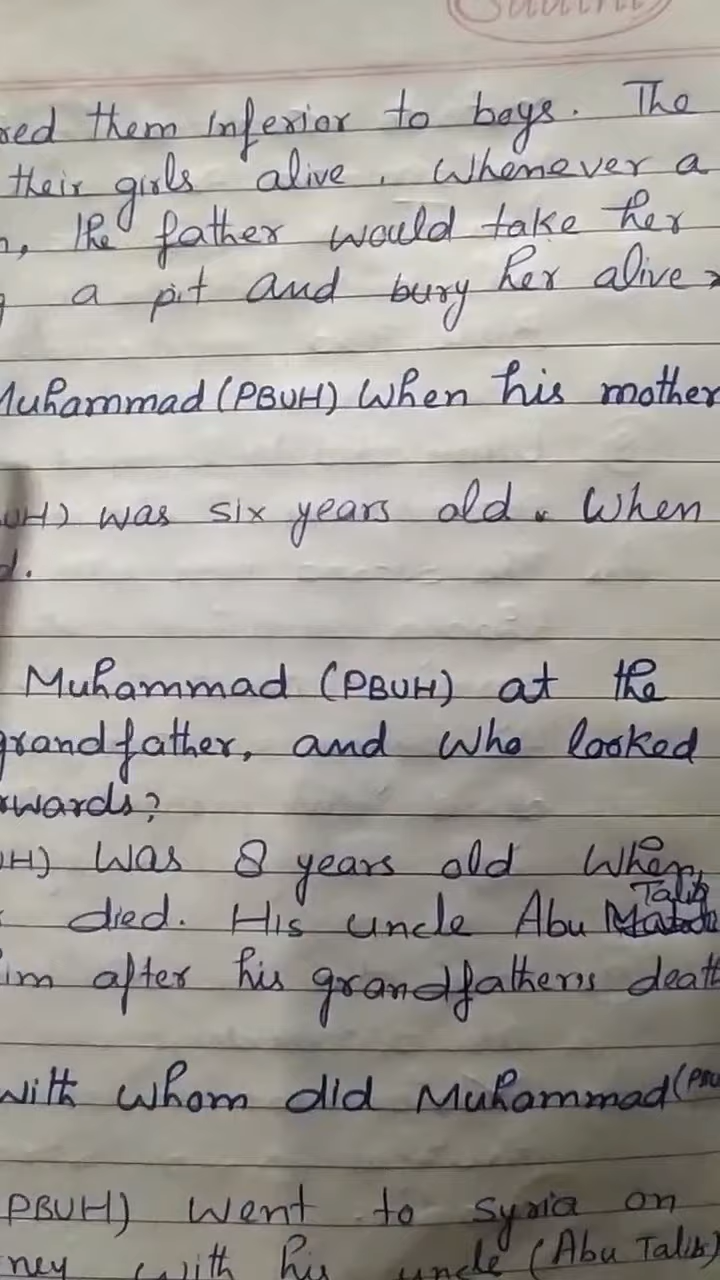 red them inferior to boys. The
their girls alive. Whenever a
, the father would take her
a pit and bury her alive
Muhammad (PBUH) When his mother
UH) was six years old. When
d.
Muhammad (PBUH) at the
grandfather, and who looked
wards?
H) was 8 years old when
died. His uncle Abu Talib
im after his grandfather's death
with whom did Muhammad (PBU
PBUH) went to Syria on
ney with his uncle (Abu Talib)